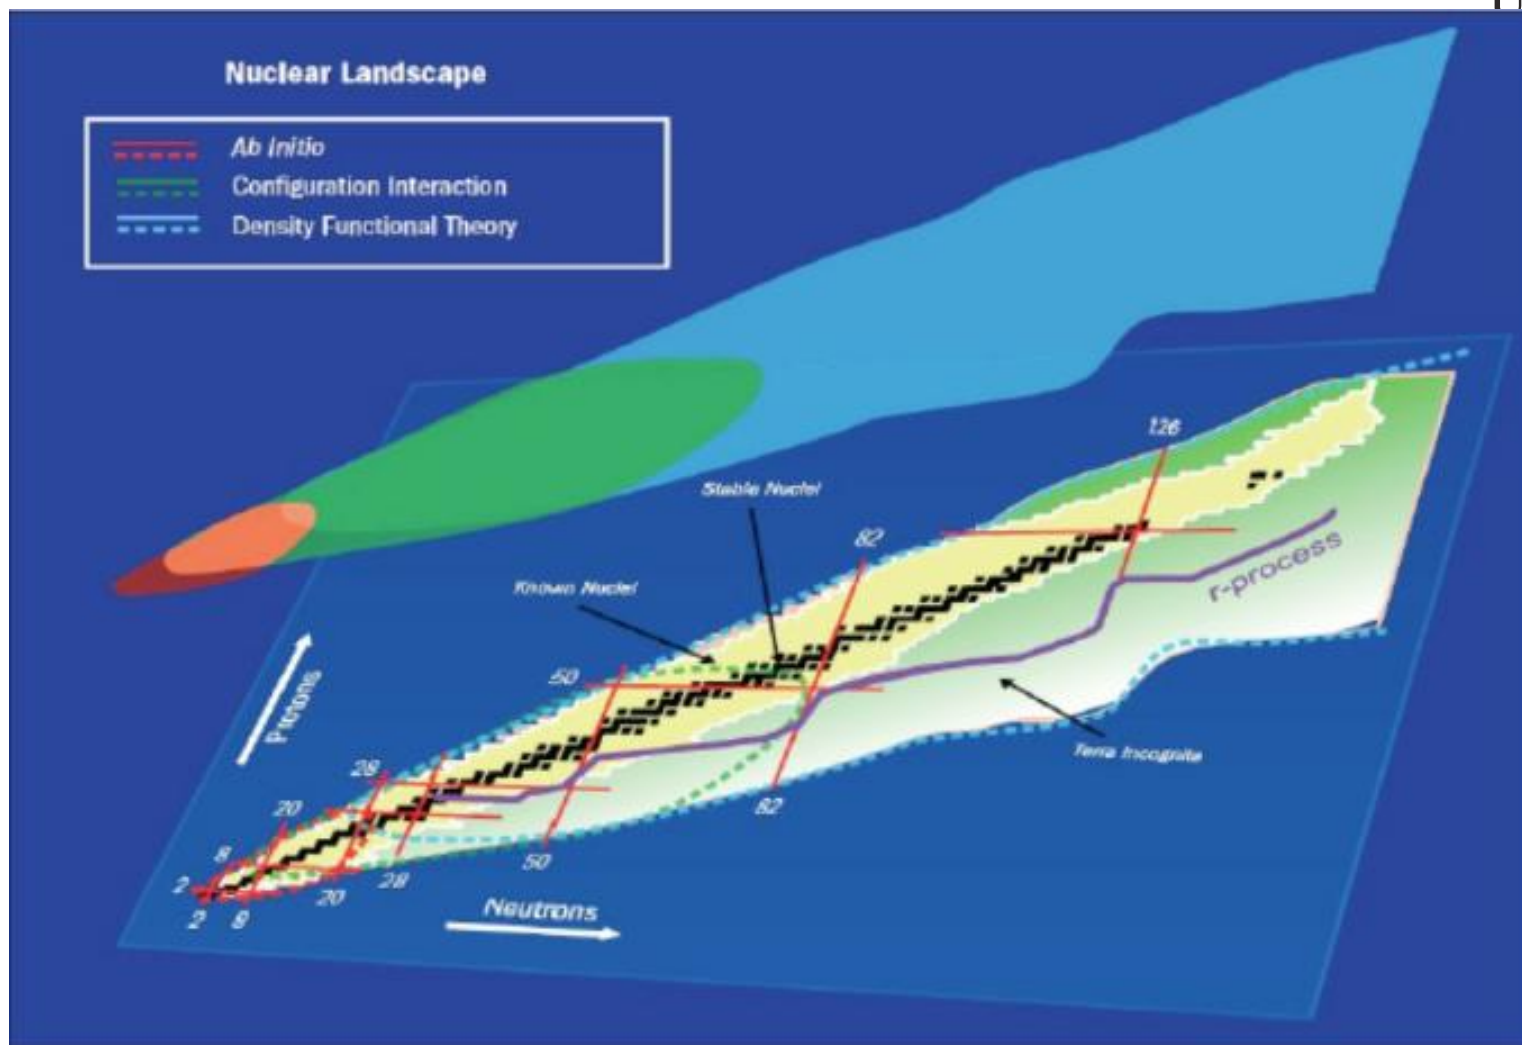 Nuclear Landscape
Ab Initio
Configuration Interaction
Density Functional Theory
126
Stable Nuclei
82
Known Nuclei
r-process
50
Protons
Terra Incognita
28
82
20
8
50
2
28
20
2
8
Neutrons